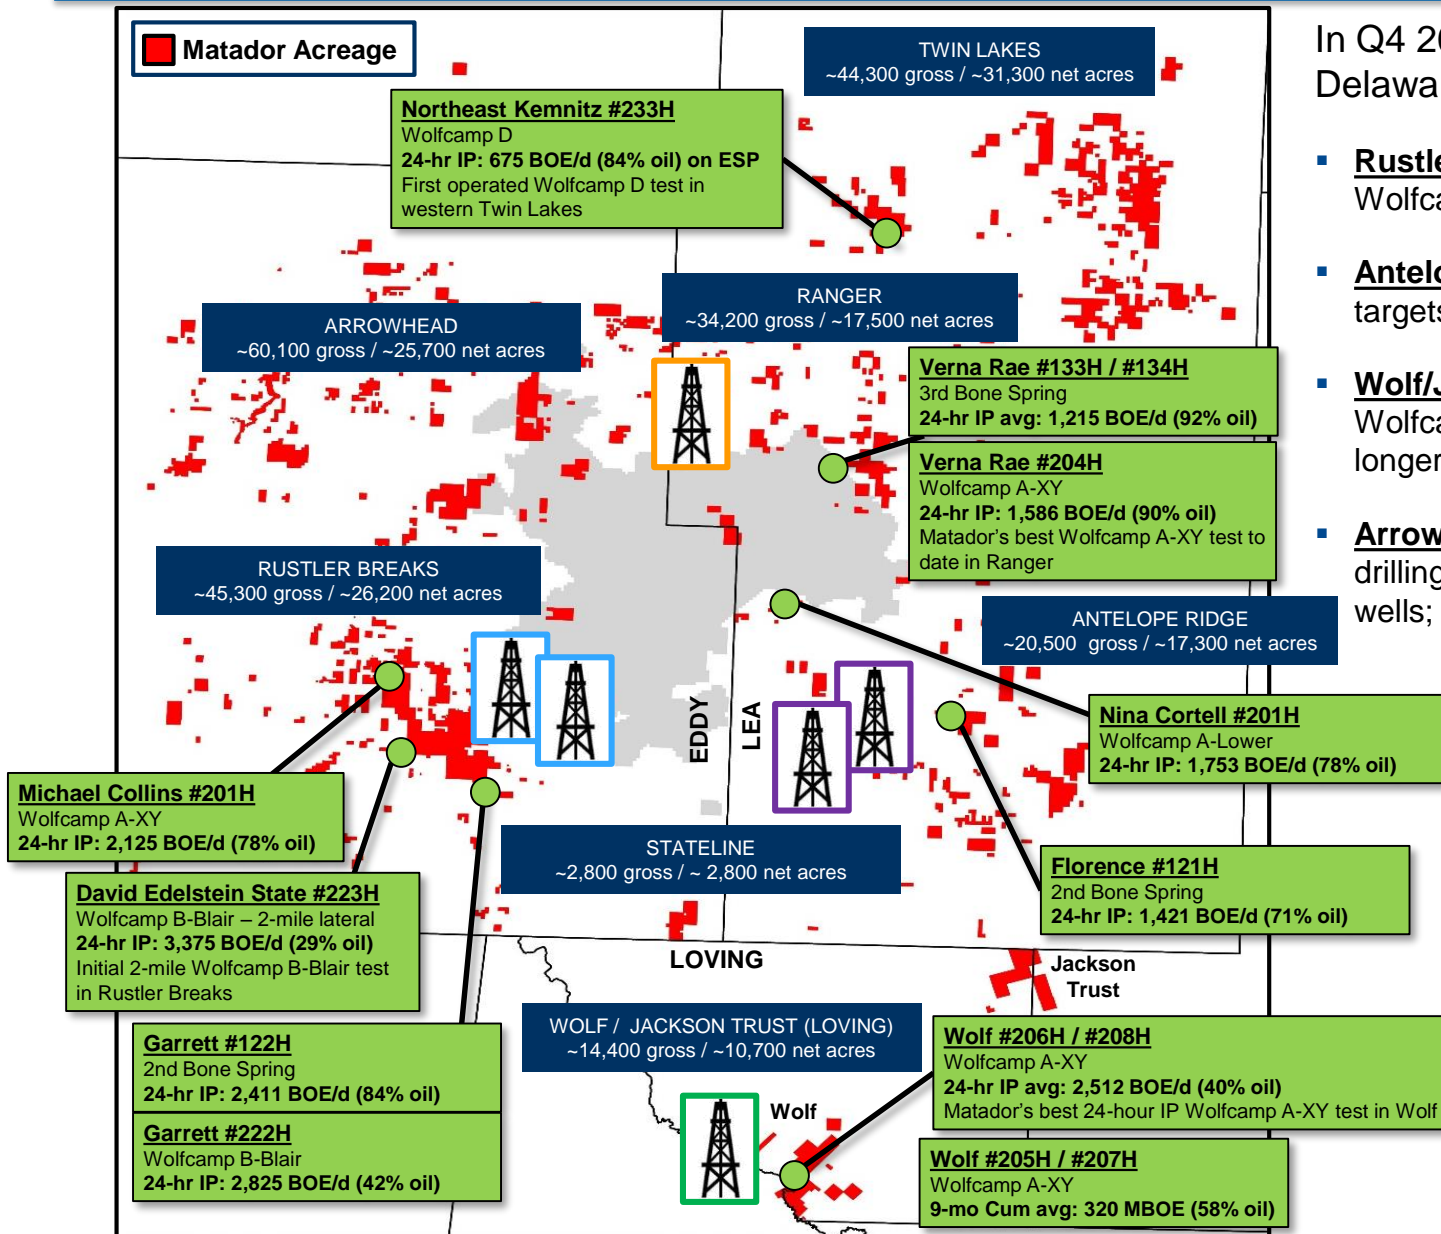 Matador Acreage
TWIN LAKES
~44,300 gross / ~31,300 net acres
Northeast Kemnitz #233H
Wolfcamp D
24-hr IP: 675 BOE/d (84% oil) on ESP
First operated Wolfcamp D test in
western Twin Lakes
RANGER
~34,200 gross / ~17,500 net acres
ARROWHEAD
~60,100 gross / ~25,700 net acres
Verna Rae #133H / #134H
3rd Bone Spring
24-hr IP avg: 1,215 BOE/d (92% oil)
Verna Rae #204H
Wolfcamp A-XY
24-hr IP: 1,586 BOE/d (90% oil)
Matador's best Wolfcamp A-XY test to
date in Ranger
RUSTLER BREAKS
~45,300 gross / ~26,200 net acres
ANTELOPE RIDGE
~20,500 gross / ~17,300 net acres
EDDY
LEA
Nina Cortell #201H
Wolfcamp A-Lower
24-hr IP: 1,753 BOE/d (78% oil)
Michael Collins #201H
Wolfcamp A-XY
24-hr IP: 2,125 BOE/d (78% oil)
STATELINE
~2,800 gross / ~ 2,800 net acres
Florence #121H
2nd Bone Spring
24-hr IP: 1,421 BOE/d (71% oil)
David Edelstein State #223H
Wolfcamp B-Blair – 2-mile lateral
24-hr IP: 3,375 BOE/d (29% oil)
Initial 2-mile Wolfcamp B-Blair test
in Rustler Breaks
LOVING
Jackson
Trust
WOLF / JACKSON TRUST (LOVING)
~14,400 gross / ~10,700 net acres
Garrett #122H
2nd Bone Spring
24-hr IP: 2,411 BOE/d (84% oil)
Garrett #222H
Wolfcamp B-Blair
24-hr IP: 2,825 BOE/d (42% oil)
Wolf
Wolf #206H / #208H
Wolfcamp A-XY
24-hr IP avg: 2,512 BOE/d (40% oil)
Matador's best 24-hour IP Wolfcamp A-XY test in Wolf
Wolf #205H / #207H
Wolfcamp A-XY
9-mo Cum avg: 320 MBOE (58% oil)
In Q4 20
Delawa
▪ Rustle
Wolfca
▪ Antelo
targets
▪ Wolf/J
Wolfca
longer
▪ Arrow
drilling
wells;